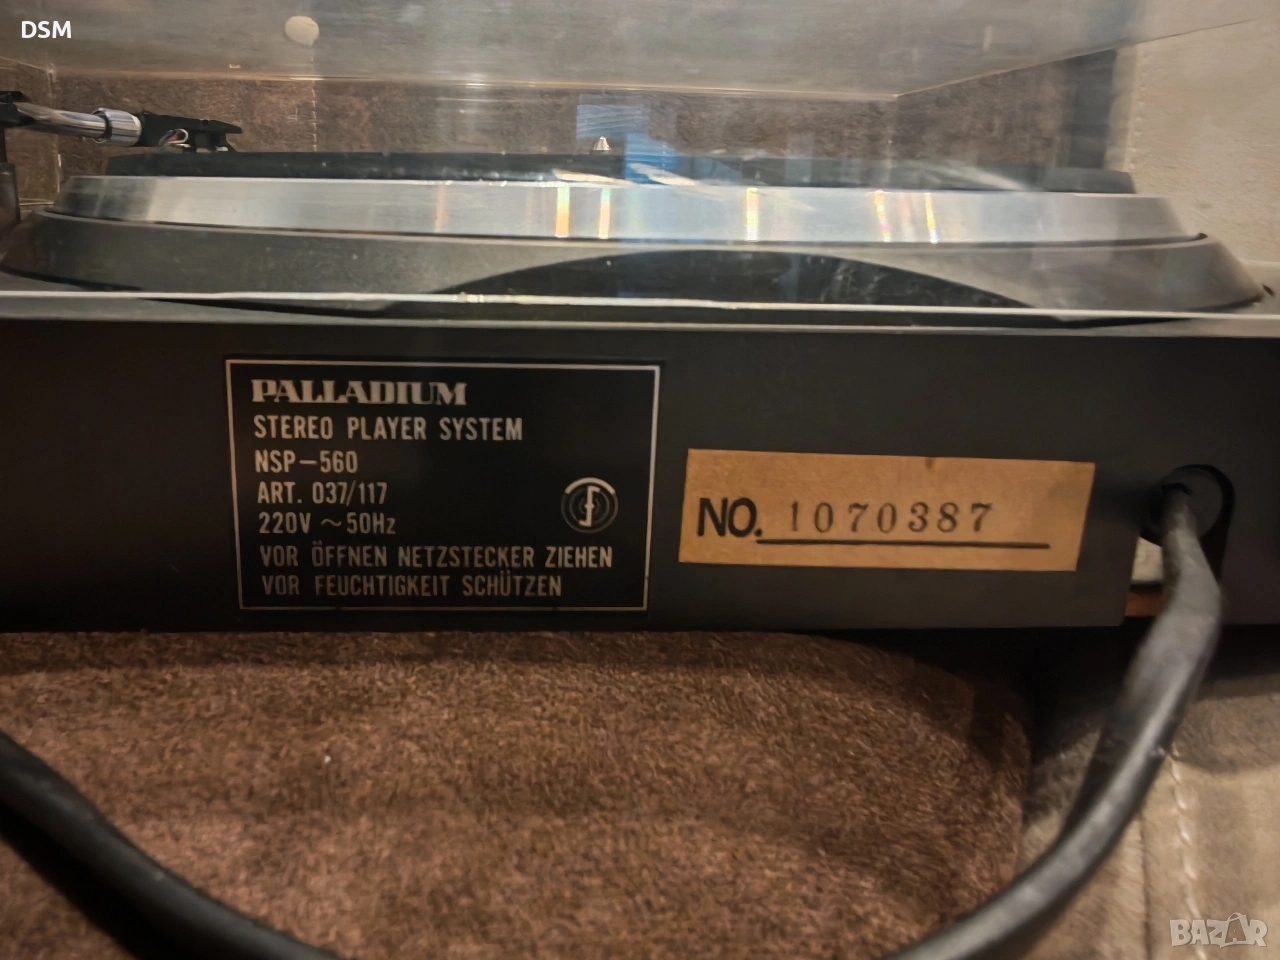 DSM
PALLADIUM
STEREO PLAYER SYSTEM
NSP-560
ART. 037/117
220V ~ 50Hz
VOR ÖFFNEN NETZSTECKER ZIEHEN
VOR FEUCHTIGKEIT SCHÜTZEN
NO. 1070387
BAZAR